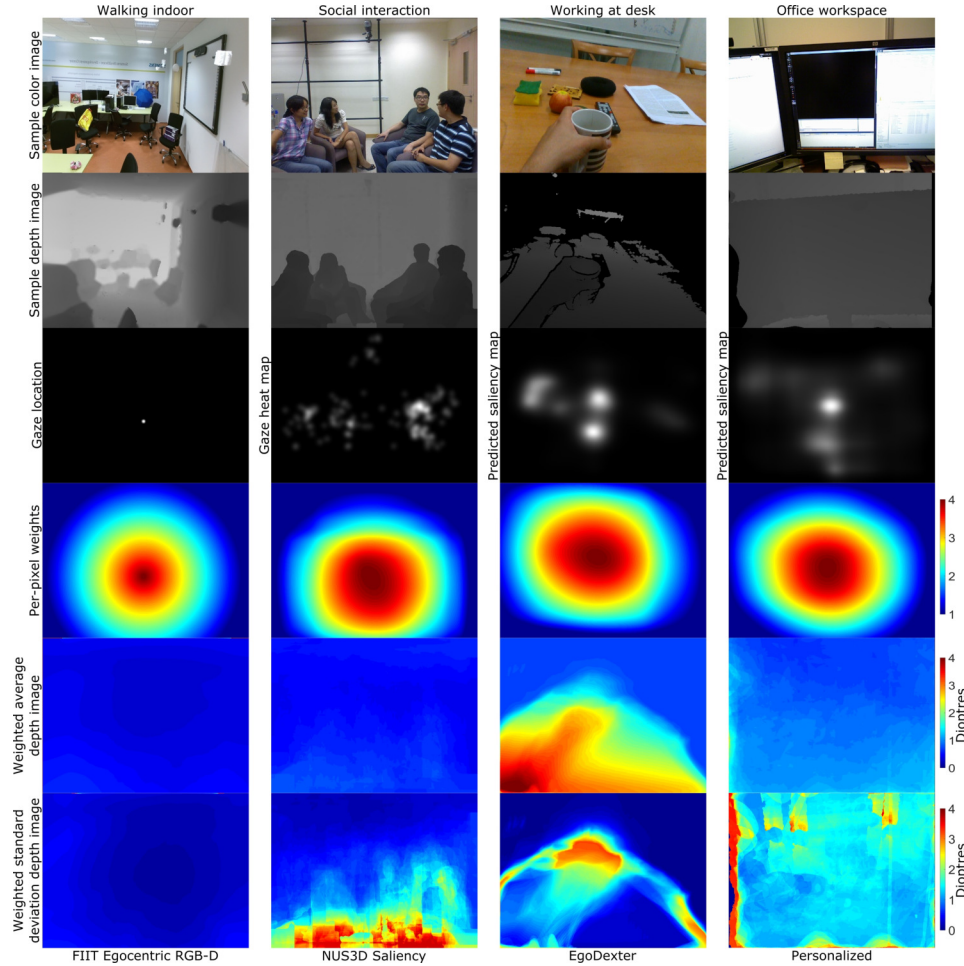 Walking indoor
Social interaction
Working at desk
Office workspace
Sample color image
Sample depth image
Gaze location
Gaze heat map
Predicted saliency map
Predicted saliency map
Per-pixel weights
4
3
2
1
Weighted average
depth image
4
3
2
1
0
Dioptres
Weighted standard
deviation depth image
4
3
2
1
0
Dioptres
FIIT Egocentric RGB-D
NUS3D Saliency
EgoDexter
Personalized